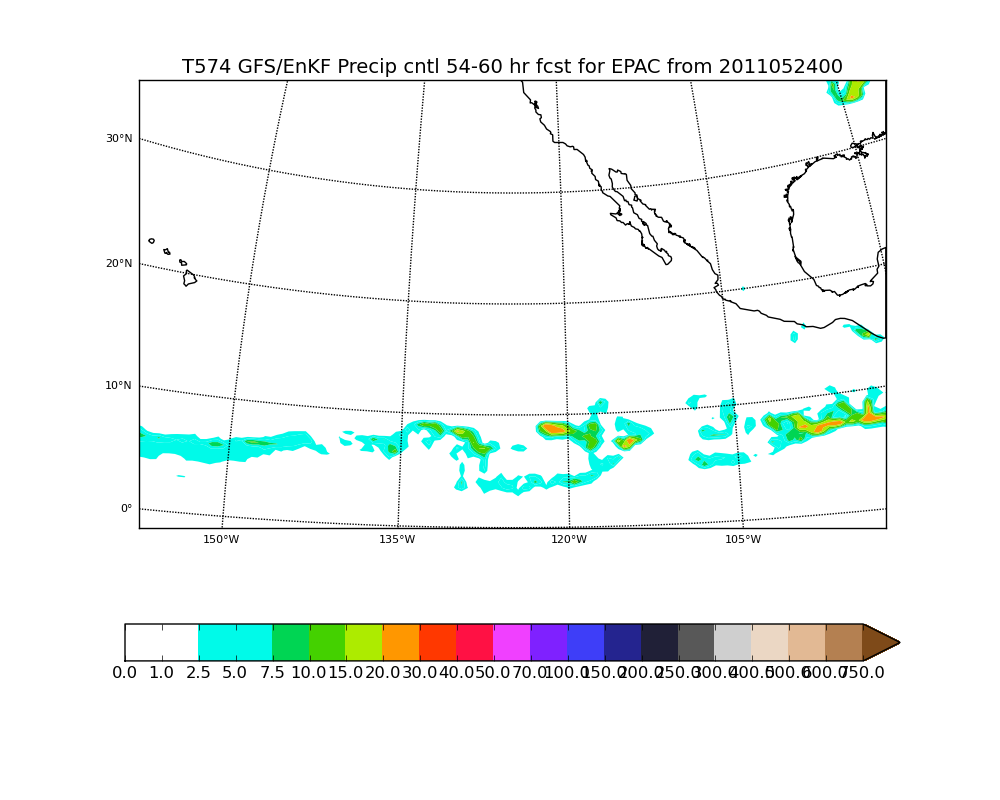 T574 GFS/EnKF Precip cntl 54-60 hr fcst for EPAC from 2011052400
30°N
20°N
10°N
0°
150°W 135°W 120°W 105°W
0.0 1.0 2.5 5.0 7.5 10.0 15.0 20.0 30.0 40.0 50.0 70.0 100.0 150.0 200.0 250.0 300.0 400.0 500.0 600.0 750.0